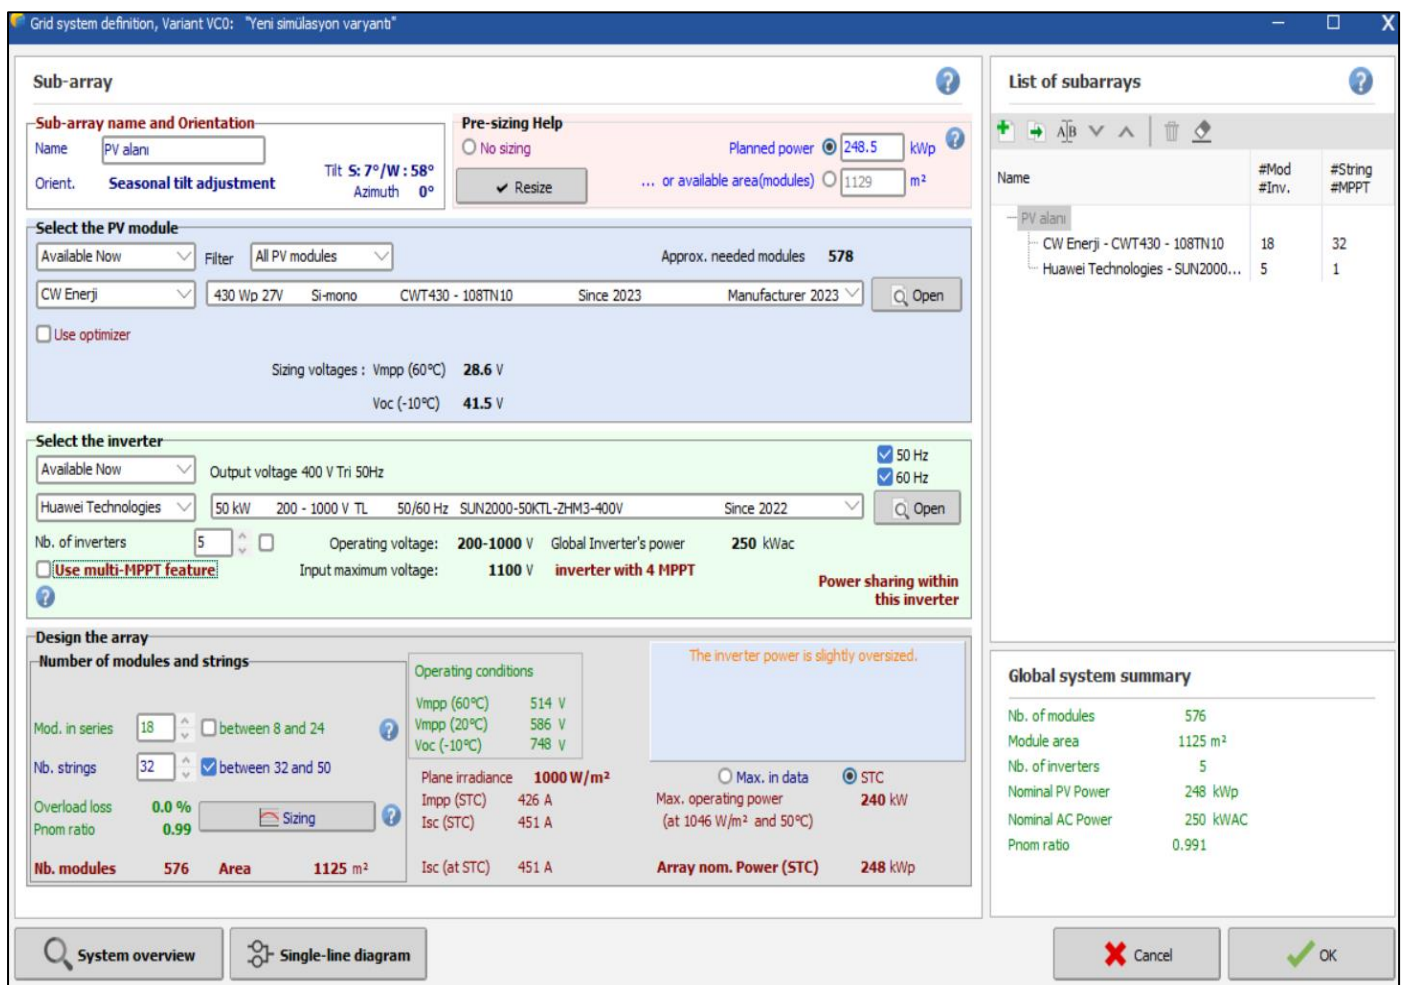 Grid system definition, Variant VC0:   "Yeni simülasyon varyantı"
Sub-array
Sub-array name and Orientation
Name PV alanı
Orient. Seasonal tilt adjustment
Tilt S: 7°/W : 58°
Azimuth 0°
Pre-sizing Help
No sizing
Planned power 248.5 kWp
Resize
... or available area(modules) 1129 m²
Select the PV module
Available Now Filter All PV modules Approx. needed modules 578
CW Enerji 430 Wp 27V Si-mono CWT430 - 108TN10 Since 2023 Manufacturer 2023 Open
Use optimizer
Sizing voltages : Vmpp (60°C) 28.6 V
Voc (-10°C) 41.5 V
Select the inverter
Available Now Output voltage 400 V Tri 50Hz
50 Hz
60 Hz
Huawei Technologies 50 kW 200 - 1000 V TL 50/60 Hz SUN2000-50KTL-ZHM3-400V Since 2022 Open
Nb. of inverters 5 Operating voltage: 200-1000 V Global Inverter's power 250 kWac
Use multi-MPPT feature Input maximum voltage: 1100 V inverter with 4 MPPT
Power sharing within
this inverter
Design the array
Number of modules and strings
Mod. in series 18 between 8 and 24
Nb. strings 32 between 32 and 50
Overload loss 0.0 %
Pnom ratio 0.99
Sizing
Nb. modules 576 Area 1125 m²
Operating conditions
Vmpp (60°C) 514 V
Vmpp (20°C) 586 V
Voc (-10°C) 748 V
Plane irradiance 1000 W/m²
Impp (STC) 426 A
Isc (STC) 451 A
Isc (at STC) 451 A
The inverter power is slightly oversized.
Max. in data STC
Max. operating power 240 kW
(at 1046 W/m² and 50°C)
Array nom. Power (STC) 248 kWp
List of subarrays
Name #Mod #String
#Inv. #MPPT
PV alanı
CW Enerji - CWT430 - 108TN10 18 32
Huawei Technologies - SUN2000... 5 1
Global system summary
Nb. of modules 576
Module area 1125 m²
Nb. of inverters 5
Nominal PV Power 248 kWp
Nominal AC Power 250 kWAC
Pnom ratio 0.991
System overview
Single-line diagram
Cancel
OK